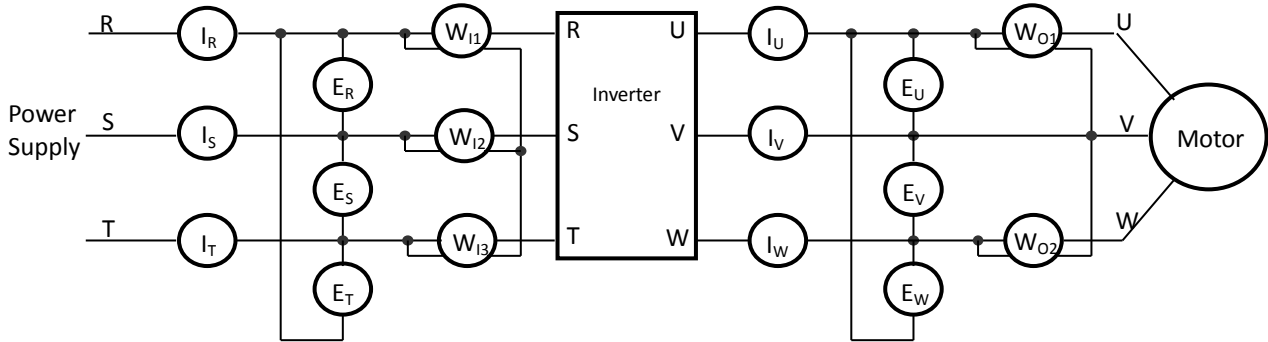 R I_R W_I1 R U I_U W_O1 U
E_R E_U
Inverter
Power Supply
S I_S W_I2 S V I_V V Motor
E_S E_V
T I_T W_I3 T W I_W W_O2 W
E_T E_W